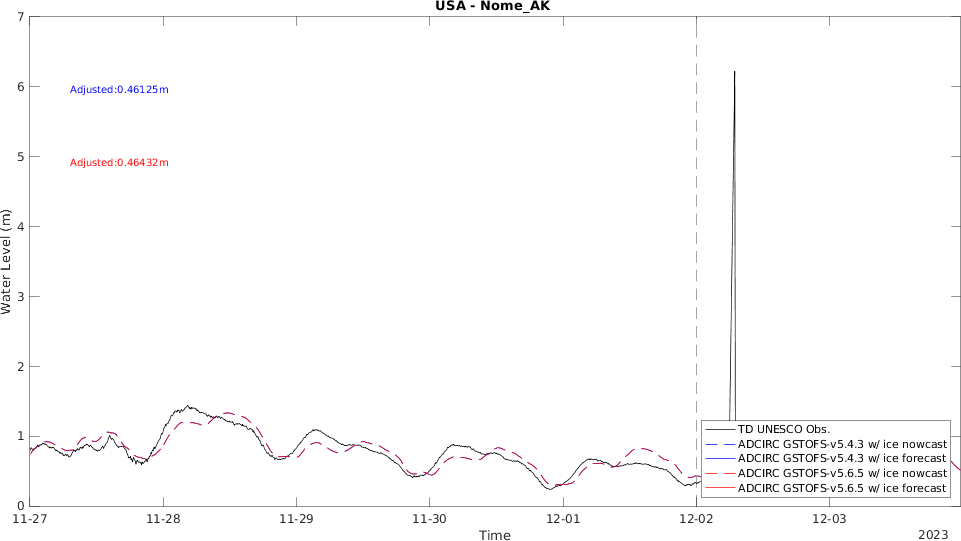 USA - Nome_AK
7
6
5
4
3
2
1
0
Water Level (m)
Adjusted:0.46125m
Adjusted:0.46432m
TD UNESCO Obs.
ADCIRC GSTOFS-v5.4.3 w/ ice nowcast
ADCIRC GSTOFS-v5.4.3 w/ ice forecast
ADCIRC GSTOFS-v5.6.5 w/ ice nowcast
ADCIRC GSTOFS-v5.6.5 w/ ice forecast
11-27 11-28 11-29 11-30 12-01 12-02 12-03
Time
2023